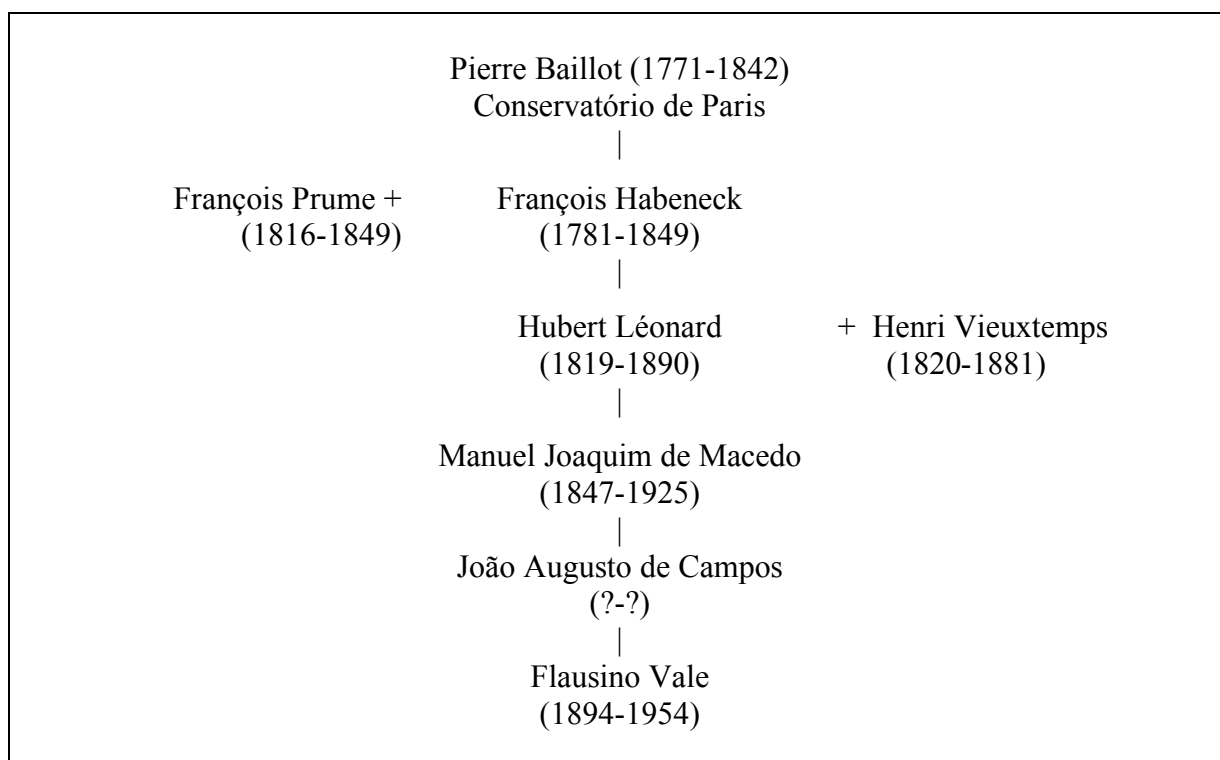 Pierre Baillot (1771-1842)
Conservatório de Paris
|
François Prume + François Habeneck
(1816-1849) (1781-1849)
|
Hubert Léonard + Henri Vieuxtemps
(1819-1890) (1820-1881)
|
Manuel Joaquim de Macedo
(1847-1925)
|
João Augusto de Campos
(?-?)
|
Flausino Vale
(1894-1954)